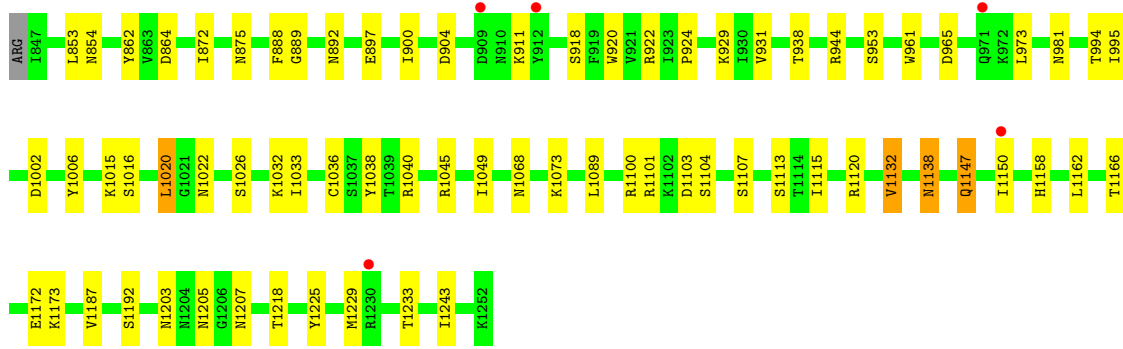 ARG I847 L853 N854 Y862 V863 D864 I872 N875 F888 G889 N892 E897 I900 D904 D909 N910 K911 Y912 S918 F919 W920 V921 R922 I923 P924 K929 I930 V931 T938 R944 S953 W961 D965 Q971 K972 L973 N981 T994 I995
D1002 Y1006 K1015 S1016 L1020 G1021 N1022 S1026 K1032 I1033 C1036 S1037 Y1038 T1039 R1040 R1045 I1049 N1068 K1073 L1089 R1100 R1101 K1102 D1103 S1104 S1107 S1113 T1114 I1115 R1120 V1132 N1138 Q1147 I1150 H1158 L1162 T1166
E1172 K1173 V1187 S1192 N1203 N1204 N1205 G1206 N1207 T1218 Y1225 M1229 R1230 T1233 I1243 K1252